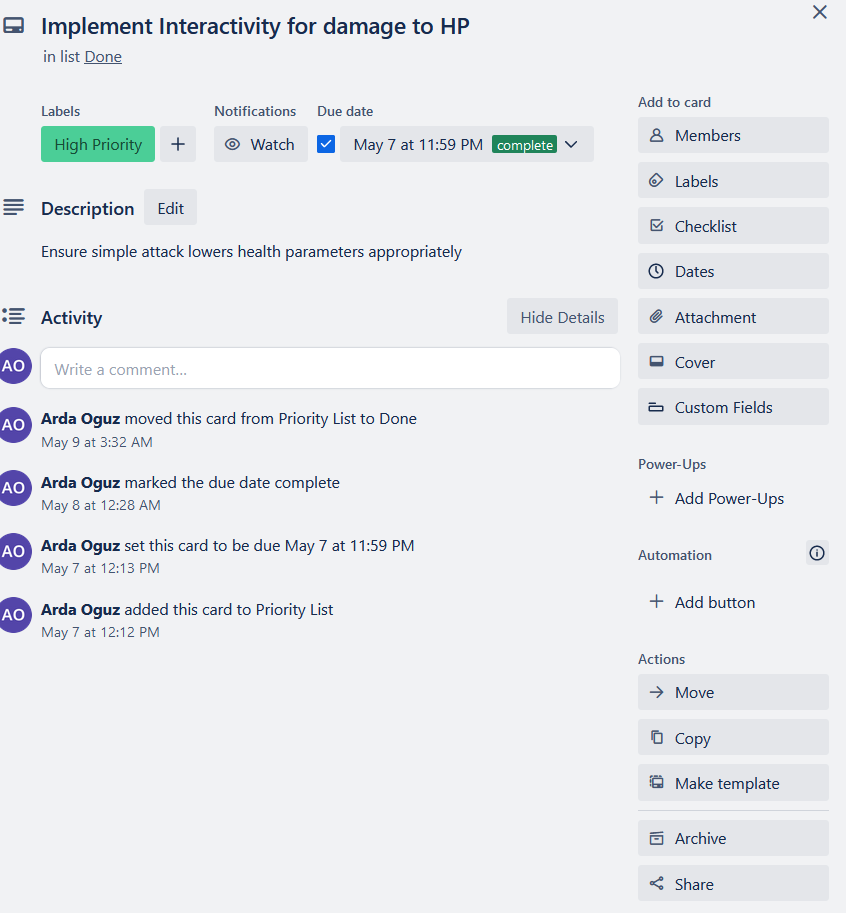 Implement Interactivity for damage to HP
in list Done
Labels
Notifications
Due date
High Priority
Watch
May 7 at 11:59 PM complete
Description
Edit
Ensure simple attack lowers health parameters appropriately
Activity
Hide Details
AO
Write a comment...
AO
Arda Oguz moved this card from Priority List to Done
May 9 at 3:32 AM
AO
Arda Oguz marked the due date complete
May 8 at 12:28 AM
AO
Arda Oguz set this card to be due May 7 at 11:59 PM
May 7 at 12:13 PM
AO
Arda Oguz added this card to Priority List
May 7 at 12:12 PM
Add to card
Members
Labels
Checklist
Dates
Attachment
Cover
Custom Fields
Power-Ups
Add Power-Ups
Automation
Add button
Actions
Move
Copy
Make template
Archive
Share